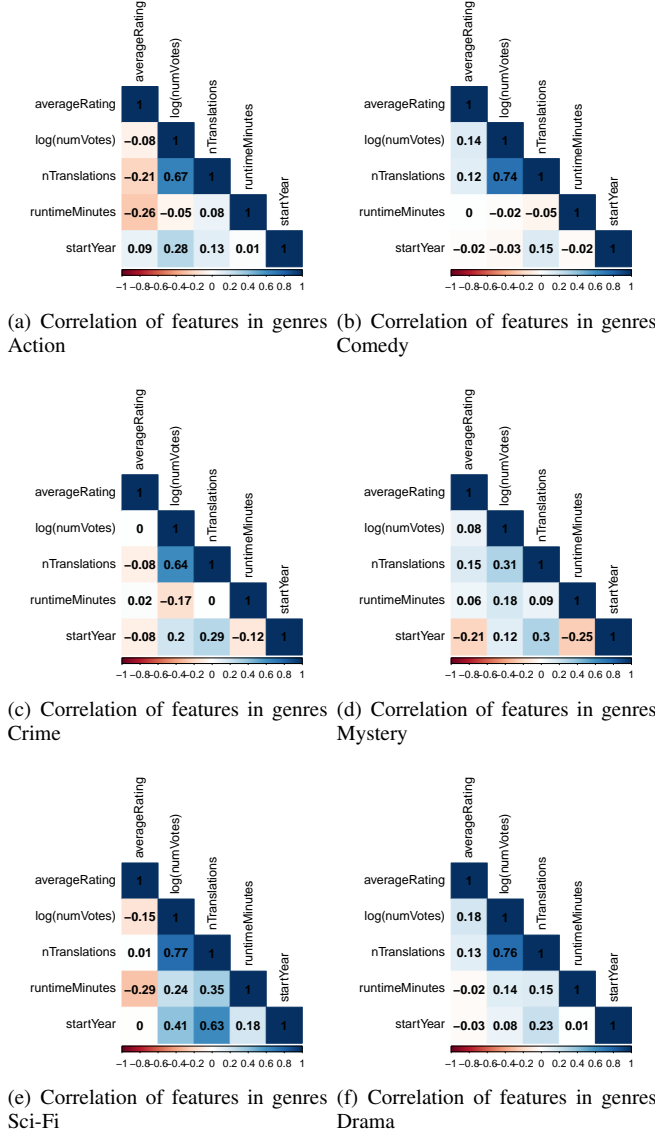 averageRating
log(numVotes)
nTranslations
runtimeMinutes
startYear
averageRating 1
log(numVotes) −0.08 1
nTranslations −0.21 0.67 1
runtimeMinutes −0.26 −0.05 0.08 1
startYear 0.09 0.28 0.13 0.01 1
−1 −0.8 −0.6 −0.4 −0.2 0 0.2 0.4 0.6 0.8 1
(a) Correlation of features in genres
Action
averageRating
log(numVotes)
nTranslations
runtimeMinutes
startYear
averageRating 1
log(numVotes) 0.14 1
nTranslations 0.12 0.74 1
runtimeMinutes 0 −0.02 −0.05 1
startYear −0.02 −0.03 0.15 −0.02 1
−1 −0.8 −0.6 −0.4 −0.2 0 0.2 0.4 0.6 0.8 1
(b) Correlation of features in genres
Comedy
averageRating
log(numVotes)
nTranslations
runtimeMinutes
startYear
averageRating 1
log(numVotes) 0 1
nTranslations −0.08 0.64 1
runtimeMinutes 0.02 −0.17 0 1
startYear −0.08 0.2 0.29 −0.12 1
−1 −0.8 −0.6 −0.4 −0.2 0 0.2 0.4 0.6 0.8 1
(c) Correlation of features in genres
Crime
averageRating
log(numVotes)
nTranslations
runtimeMinutes
startYear
averageRating 1
log(numVotes) 0.08 1
nTranslations 0.15 0.31 1
runtimeMinutes 0.06 0.18 0.09 1
startYear −0.21 0.12 0.3 −0.25 1
−1 −0.8 −0.6 −0.4 −0.2 0 0.2 0.4 0.6 0.8 1
(d) Correlation of features in genres
Mystery
averageRating
log(numVotes)
nTranslations
runtimeMinutes
startYear
averageRating 1
log(numVotes) −0.15 1
nTranslations 0.01 0.77 1
runtimeMinutes −0.29 0.24 0.35 1
startYear 0 0.41 0.63 0.18 1
−1 −0.8 −0.6 −0.4 −0.2 0 0.2 0.4 0.6 0.8 1
(e) Correlation of features in genres
Sci-Fi
averageRating
log(numVotes)
nTranslations
runtimeMinutes
startYear
averageRating 1
log(numVotes) 0.18 1
nTranslations 0.13 0.76 1
runtimeMinutes −0.02 0.14 0.15 1
startYear −0.03 0.08 0.23 0.01 1
−1 −0.8 −0.6 −0.4 −0.2 0 0.2 0.4 0.6 0.8 1
(f) Correlation of features in genres
Drama